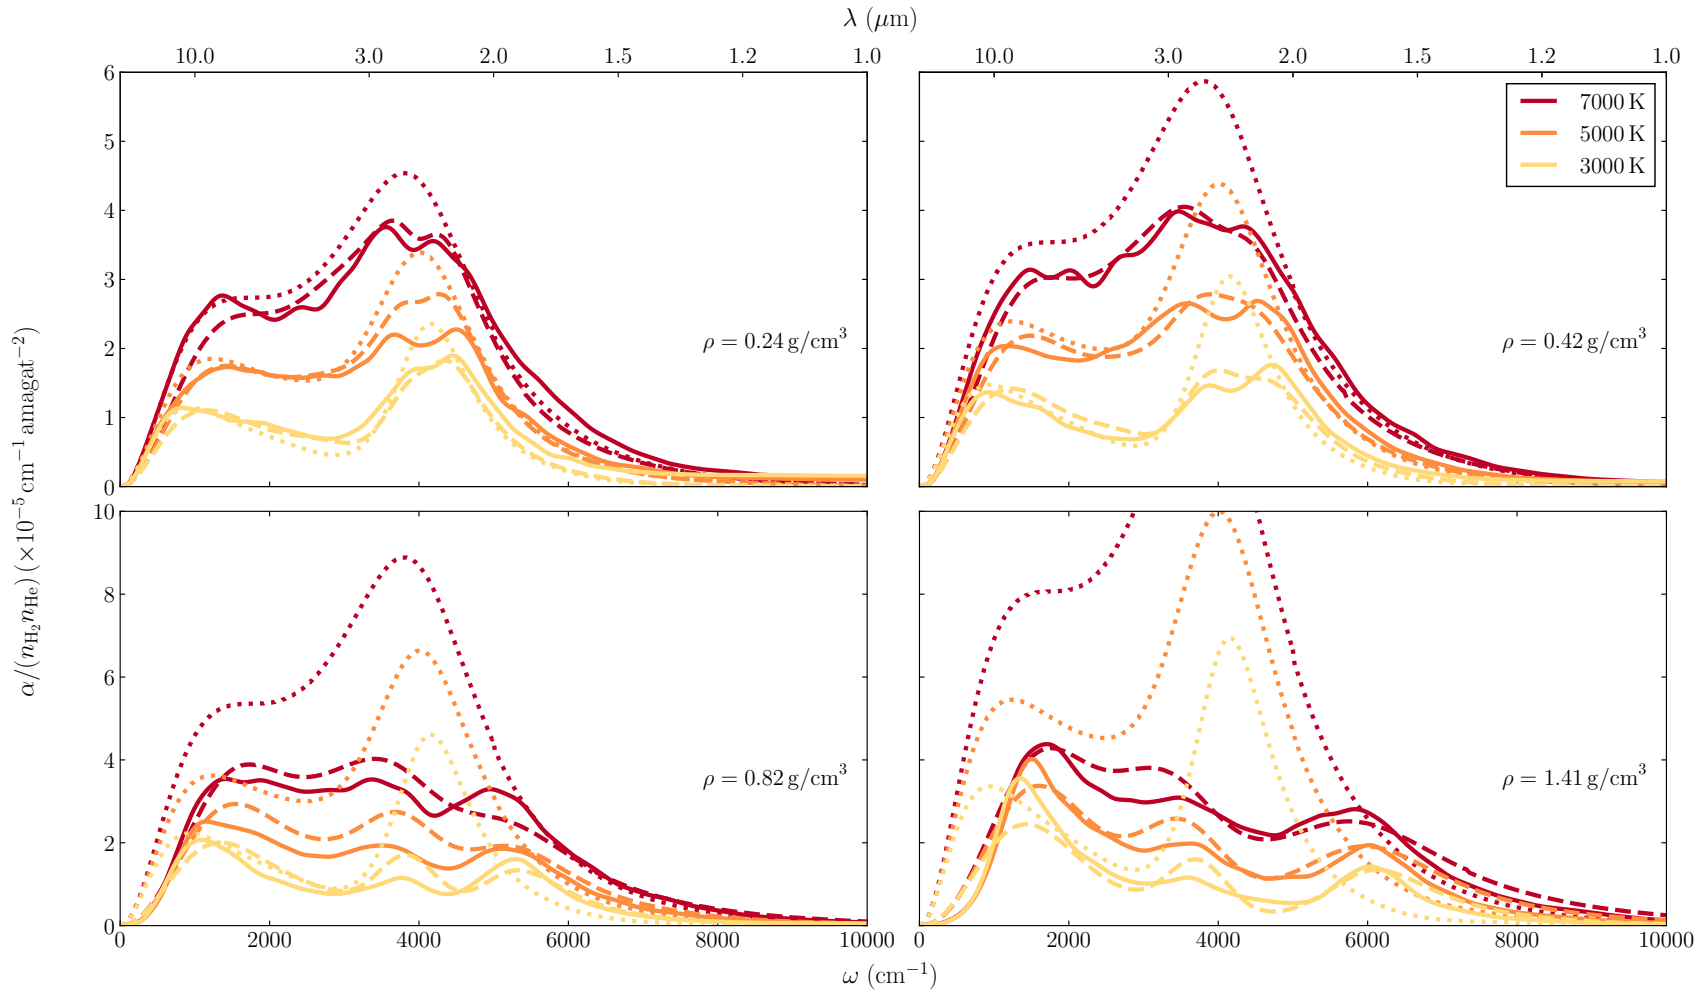 λ (μm)
10.0 3.0 2.0 1.5 1.2 1.0
10.0 3.0 2.0 1.5 1.2 1.0
6
5
4
3
2
1
0
ρ = 0.24 g/cm³
7000 K
5000 K
3000 K
ρ = 0.42 g/cm³
α/(n_H₂ n_He) (×10⁻⁵ cm⁻¹ amagat⁻²)
10
8
6
4
2
0
ρ = 0.82 g/cm³
ρ = 1.41 g/cm³
0 2000 4000 6000 8000 10000
0 2000 4000 6000 8000 10000
ω (cm⁻¹)